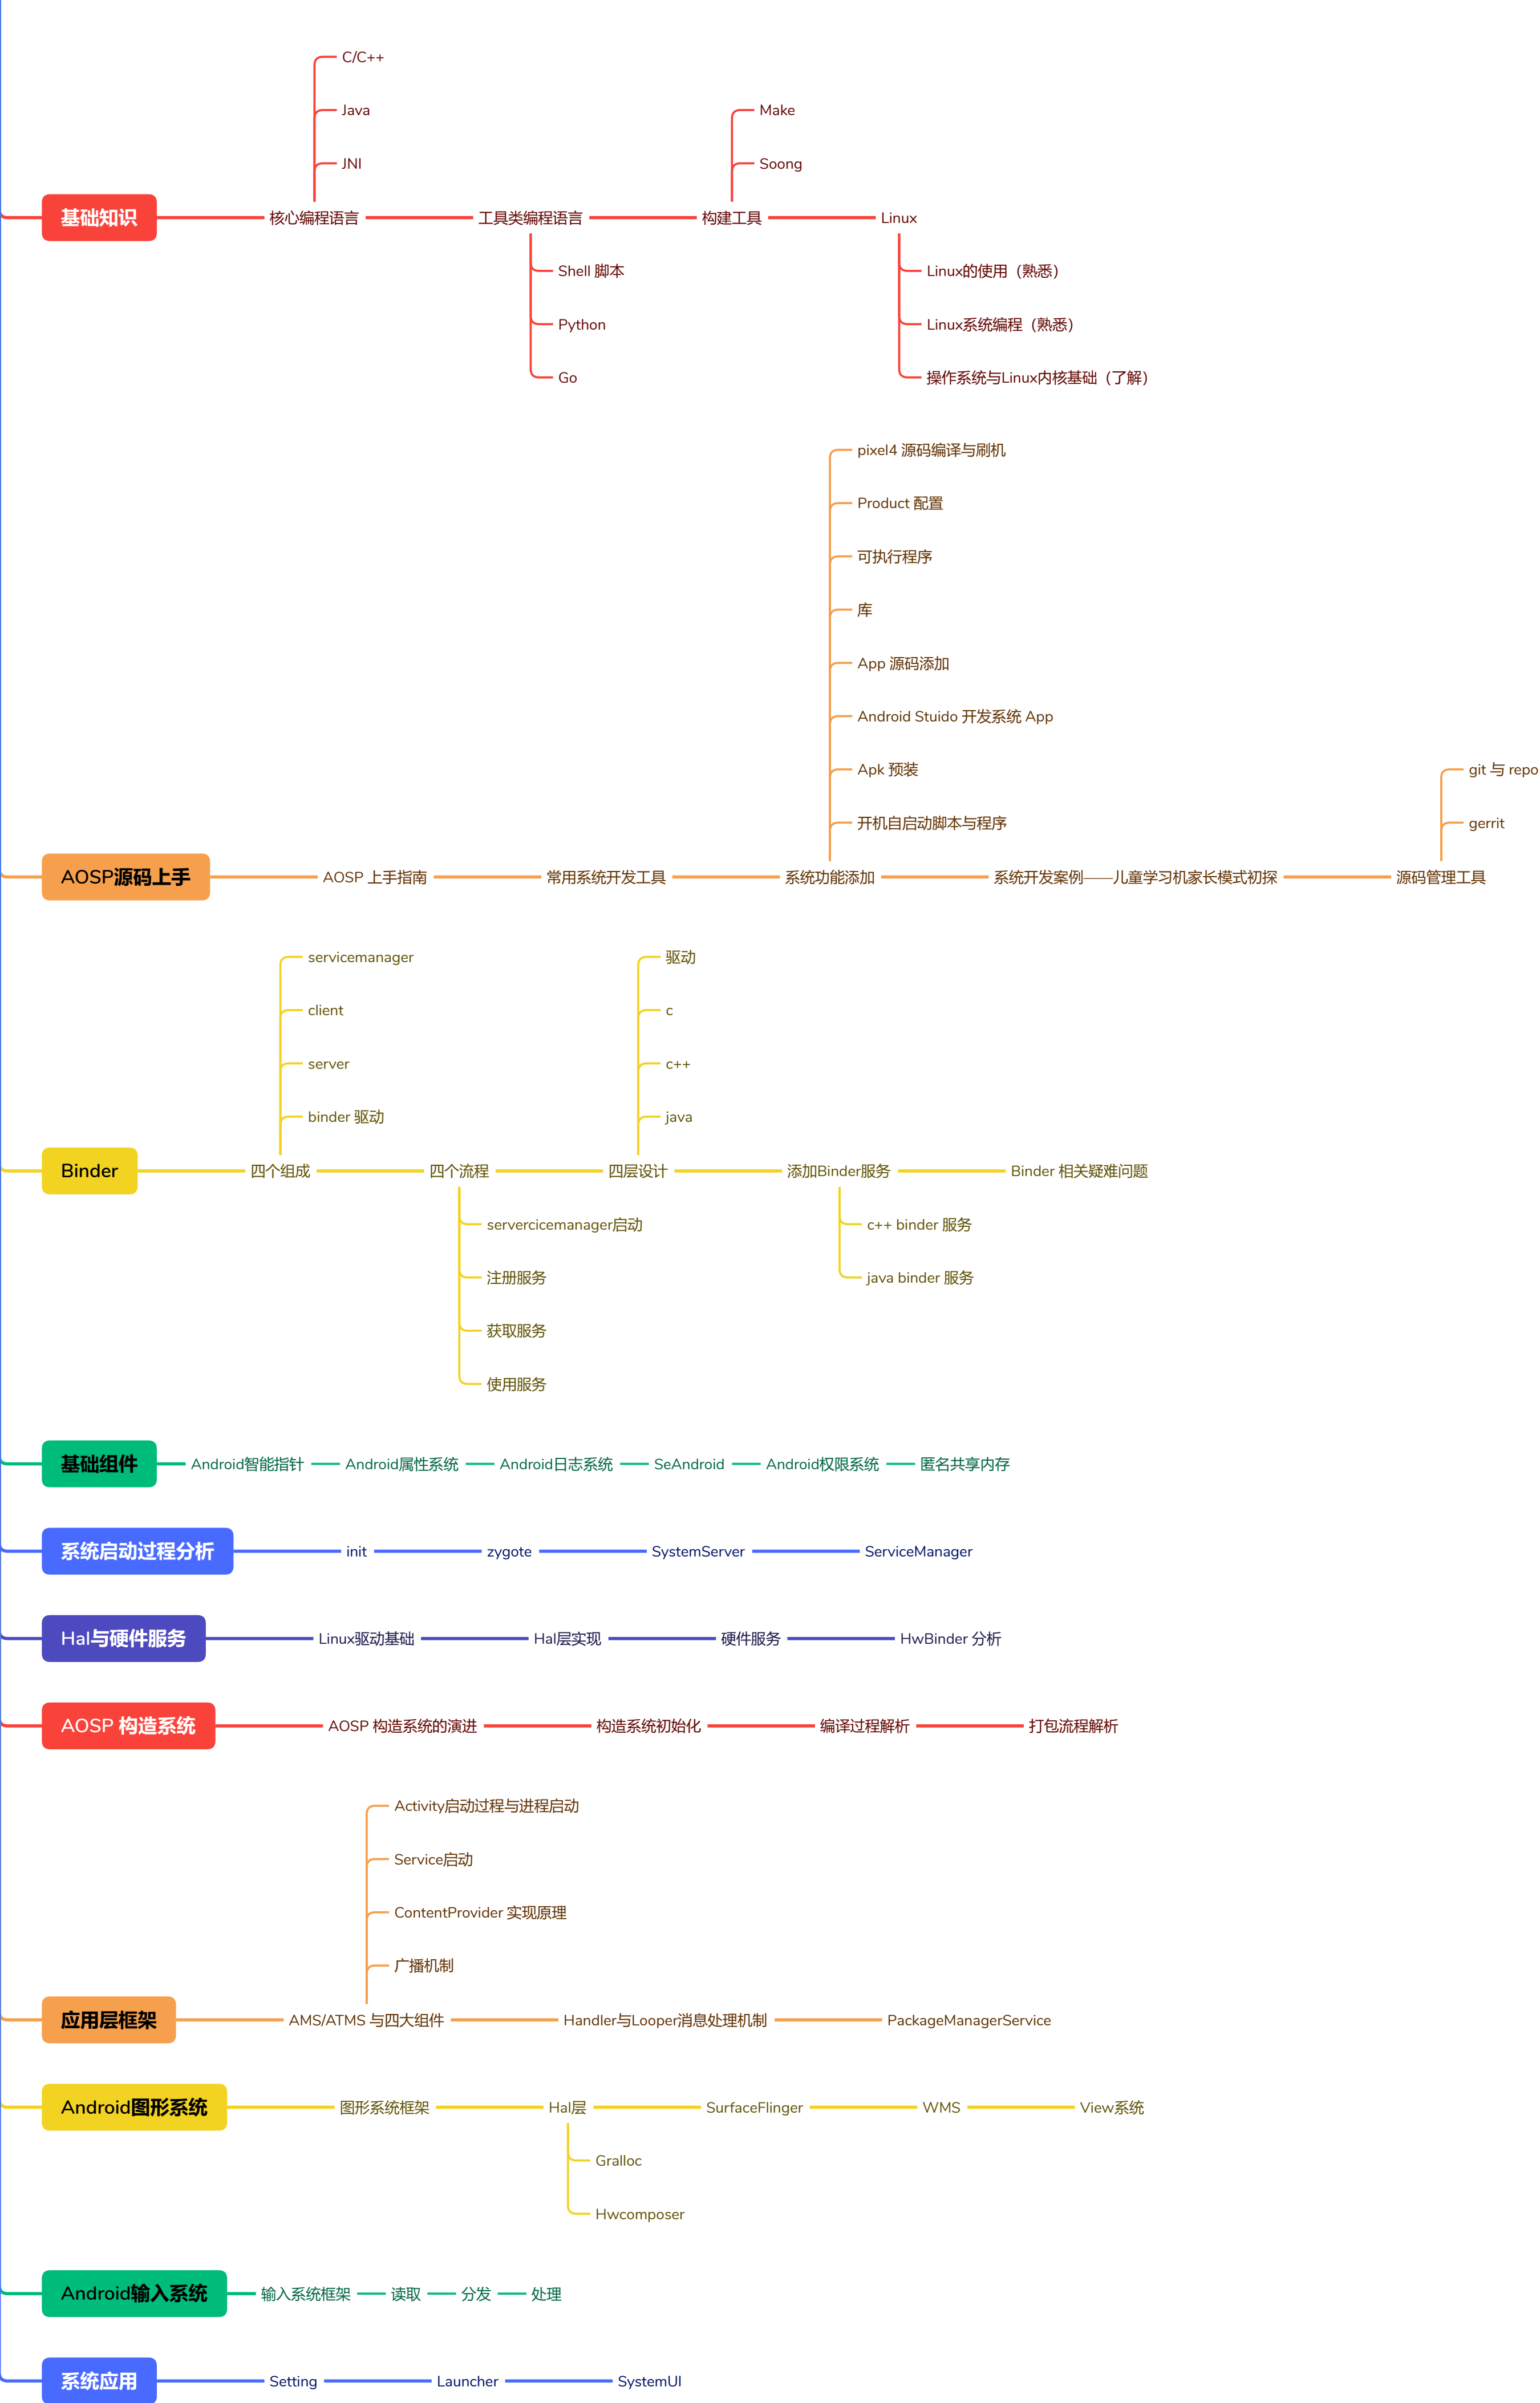 C/C++
Java
JNI
Make
Soong
基础知识
核心编程语言
工具类编程语言
构建工具
Linux
Shell 脚本
Python
Go
Linux的使用（熟悉）
Linux系统编程（熟悉）
操作系统与Linux内核基础（了解）
pixel4 源码编译与刷机
Product 配置
可执行程序
库
App 源码添加
Android Stuido 开发系统 App
Apk 预装
开机自启动脚本与程序
git 与 repo
gerrit
AOSP源码上手
AOSP 上手指南
常用系统开发工具
系统功能添加
系统开发案例——儿童学习机家长模式初探
源码管理工具
servicemanager
client
server
binder 驱动
驱动
c
c++
java
Binder
四个组成
四个流程
四层设计
添加Binder服务
Binder 相关疑难问题
servercicemanager启动
注册服务
获取服务
使用服务
c++ binder 服务
java binder 服务
基础组件
Android智能指针
Android属性系统
Android日志系统
SeAndroid
Android权限系统
匿名共享内存
系统启动过程分析
init
zygote
SystemServer
ServiceManager
Hal与硬件服务
Linux驱动基础
Hal层实现
硬件服务
HwBinder 分析
AOSP 构造系统
AOSP 构造系统的演进
构造系统初始化
编译过程解析
打包流程解析
Activity启动过程与进程启动
Service启动
ContentProvider 实现原理
广播机制
应用层框架
AMS/ATMS 与四大组件
Handler与Looper消息处理机制
PackageManagerService
Android图形系统
图形系统框架
Hal层
SurfaceFlinger
WMS
View系统
Gralloc
Hwcomposer
Android输入系统
输入系统框架
读取
分发
处理
系统应用
Setting
Launcher
SystemUI